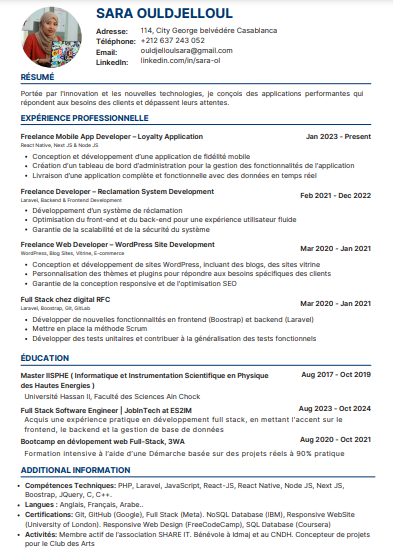 SARA OULDJELLOUL
Adresse: 114, City George belvédére Casablanca
Téléphone: +212 637 243 052
Email: ouldjelloulsara@gmail.com
LinkedIn: linkedin.com/in/sara-ol
RÉSUMÉ
Portée par l'innovation et les nouvelles technologies, je conçois des applications performantes qui
répondent aux besoins des clients et dépassent leurs attentes.
EXPÉRIENCE PROFESSIONNELLE
Freelance Mobile App Developer – Loyalty Application Jan 2023 - Present
React Native, Next JS & Node JS
• Conception et développement d'une application de fidélité mobile
• Création d'un tableau de bord d'administration pour la gestion des fonctionnalités de l'application
• Livraison d'une application complète et fonctionnelle avec des données en temps réel
Freelance Developer – Reclamation System Development Feb 2021 - Dec 2022
Laravel, Backend & Frontend Development
• Développement d'un système de réclamation
• Optimisation du front-end et du back-end pour une expérience utilisateur fluide
• Garantie de la scalabilité et de la sécurité du système
Freelance Web Developer – WordPress Site Development Mar 2020 - Jan 2021
WordPress, Blog Sites, Vitrine, E-commerce
• Conception et développement de sites WordPress, incluant des blogs, des sites vitrine
• Personnalisation des thèmes et plugins pour répondre aux besoins spécifiques des clients
• Garantie de la conception responsive et de l'optimisation SEO
Full Stack chez digital RFC Mar 2020 - Jan 2021
Laravel, Boostrap, Git, GitLab
• Développer de nouvelles fonctionnalités en frontend (Boostrap) et backend (Laravel)
• Mettre en place la méthode Scrum
• Développer des tests unitaires et contribuer à la généralisation des tests fonctionnels
ÉDUCATION
Master IISPHE ( Informatique et Instrumentation Scientifique en Physique Aug 2017 - Oct 2019
des Hautes Energies )
Université Hassan II, Faculté des Sciences Ain Chock
Full Stack Software Engineer | JobInTech at ES2IM Aug 2023 - Oct 2024
Acquis une expérience pratique en développement full stack, en mettant l'accent sur le
frontend, le backend et la gestion de base de données
Bootcamp en dévlopement web Full-Stack, 3WA Aug 2020 - Oct 2021
Formation intensive à l'aide d'une Démarche basée sur des projets réels à 90% pratique
ADDITIONAL INFORMATION
• Compétences Techniques: PHP, Laravel, JavaScript, React-JS, React Native, Node JS, Next JS,
Boostrap, JQuery, C, C++.
• Langues : Anglais, Français, Arabe..
• Certifications: Git, GitHub (Google), Full Stack (Meta). NoSQL Database (IBM), Responsive WebSite
(University of London). Responsive Web Design (FreeCodeCamp), SQL Database (Coursera)
• Activités: Membre actif de l'association SHARE IT. Bénévole à Jdmaj et au CNDH. Concepteur de projets
pour le Club des Arts